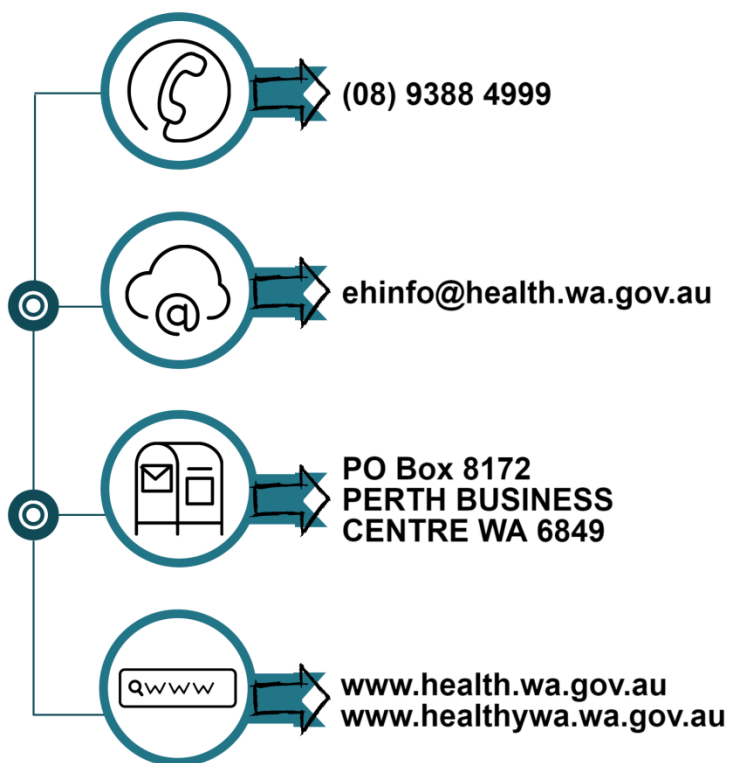 (08) 9388 4999
@
ehinfo@health.wa.gov.au
PO Box 8172
PERTH BUSINESS
CENTRE WA 6849
WWW
www.health.wa.gov.au
www.healthywa.wa.gov.au